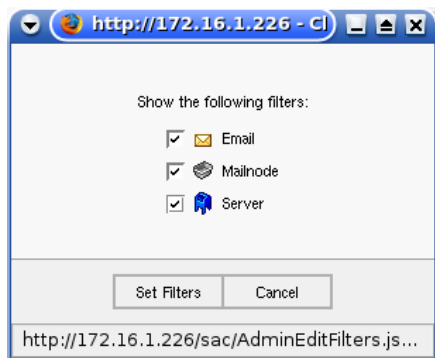 http://172.16.1.226 - Cl
Show the following filters:
Email
Mailnode
Server
Set Filters
Cancel
http://172.16.1.226/sac/AdminEditFilters.js...